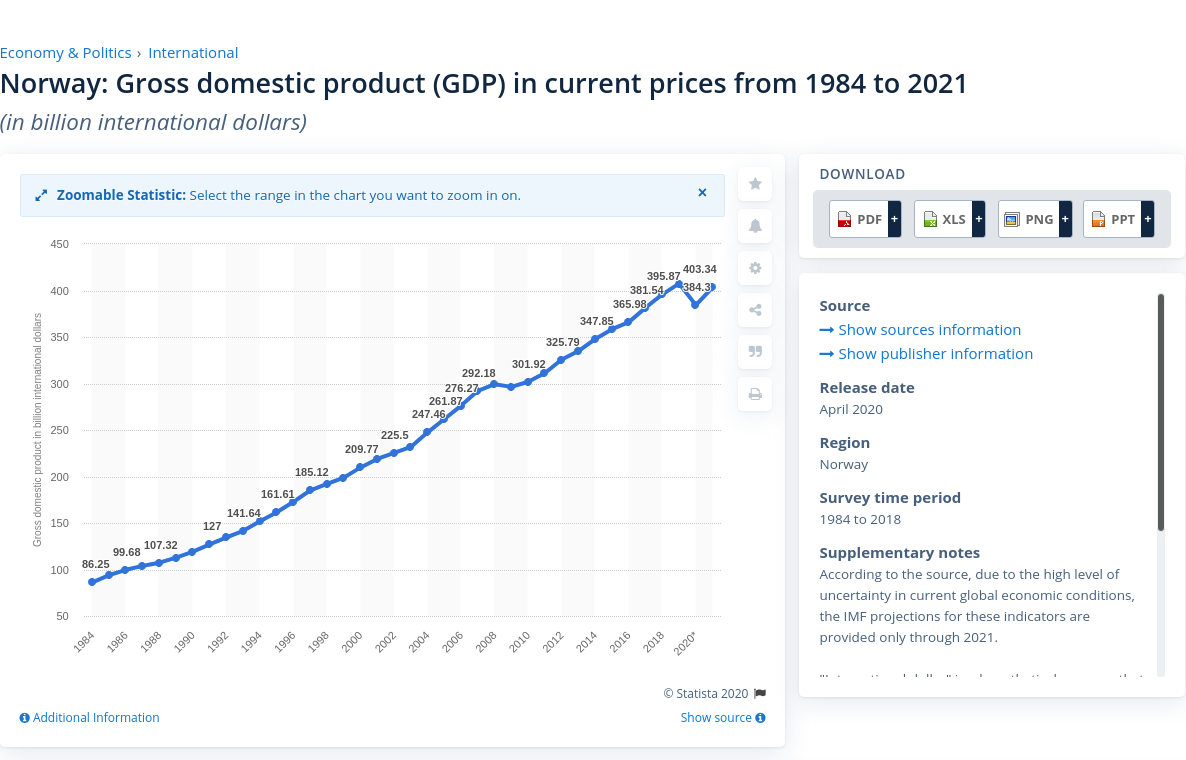 Economy & Politics › International
Norway: Gross domestic product (GDP) in current prices from 1984 to 2021
(in billion international dollars)
Zoomable Statistic: Select the range in the chart you want to zoom in on.
×
Gross domestic product in billion international dollars
450
400
350
300
250
200
150
100
50
86.25
99.68
107.32
127
141.64
161.61
185.12
209.77
225.5
247.46
261.87
276.27
292.18
301.92
325.79
347.85
365.98
381.54
395.87
384.3
403.34
1984
1986
1988
1990
1992
1994
1996
1998
2000
2002
2004
2006
2008
2010
2012
2014
2016
2018
2020*
© Statista 2020
Additional Information
Show source
DOWNLOAD
PDF +
XLS +
PNG +
PPT +
Source
Show sources information
Show publisher information
Release date
April 2020
Region
Norway
Survey time period
1984 to 2018
Supplementary notes
According to the source, due to the high level of
uncertainty in current global economic conditions,
the IMF projections for these indicators are
provided only through 2021.